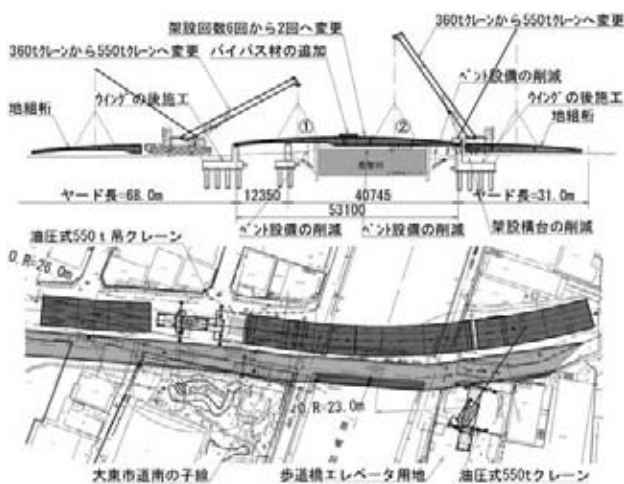 架設回数6回から2回へ変更
360tクレーンから550tクレーンへ変更
360tクレーンから550tクレーンへ変更
バイパス材の追加
ベント設備の削減
ウイングの後施工
ウイングの後施工
地組桁
地組桁
①
②
ヤード長=68.0m
12350
40745
ヤード長=31.0m
53100
ベント設備の削減
ベント設備の削減
架設構台の削減
油圧式550t吊クレーン
O.R=26.0m
O.R=23.0m
大東市道南の子線
歩道橋エレベータ用地
油圧式550tクレーン